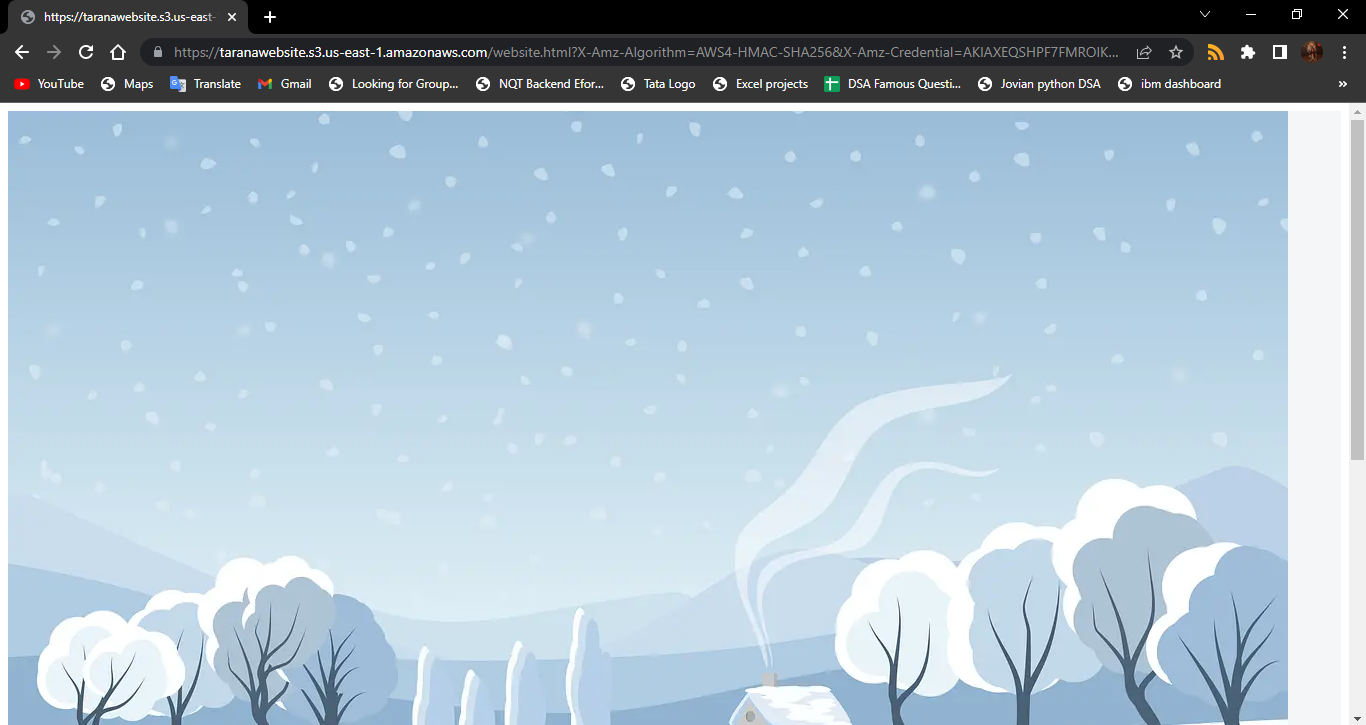 https://taranawebsite.s3.us-east-
https://taranawebsite.s3.us-east-1.amazonaws.com/website.html?X-Amz-Algorithm=AWS4-HMAC-SHA256&X-Amz-Credential=AKIAXEQSHPF7FMROIK...
YouTube Maps Translate Gmail Looking for Group... NQT Backend Efor... Tata Logo Excel projects DSA Famous Questi... Jovian python DSA ibm dashboard »